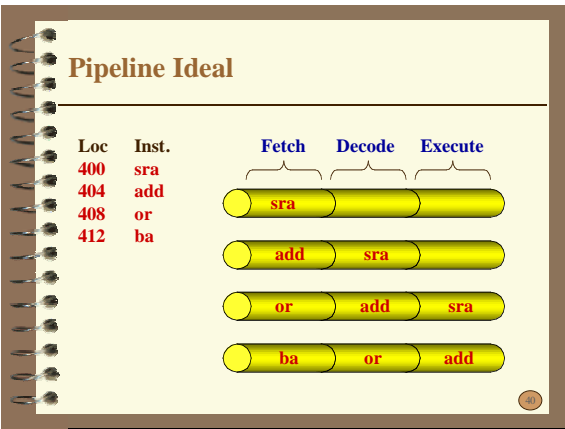 Pipeline Ideal
Loc Inst. Fetch Decode Execute
400 sra
404 add
408 or
412 ba
sra
add sra
or add sra
ba or add
40